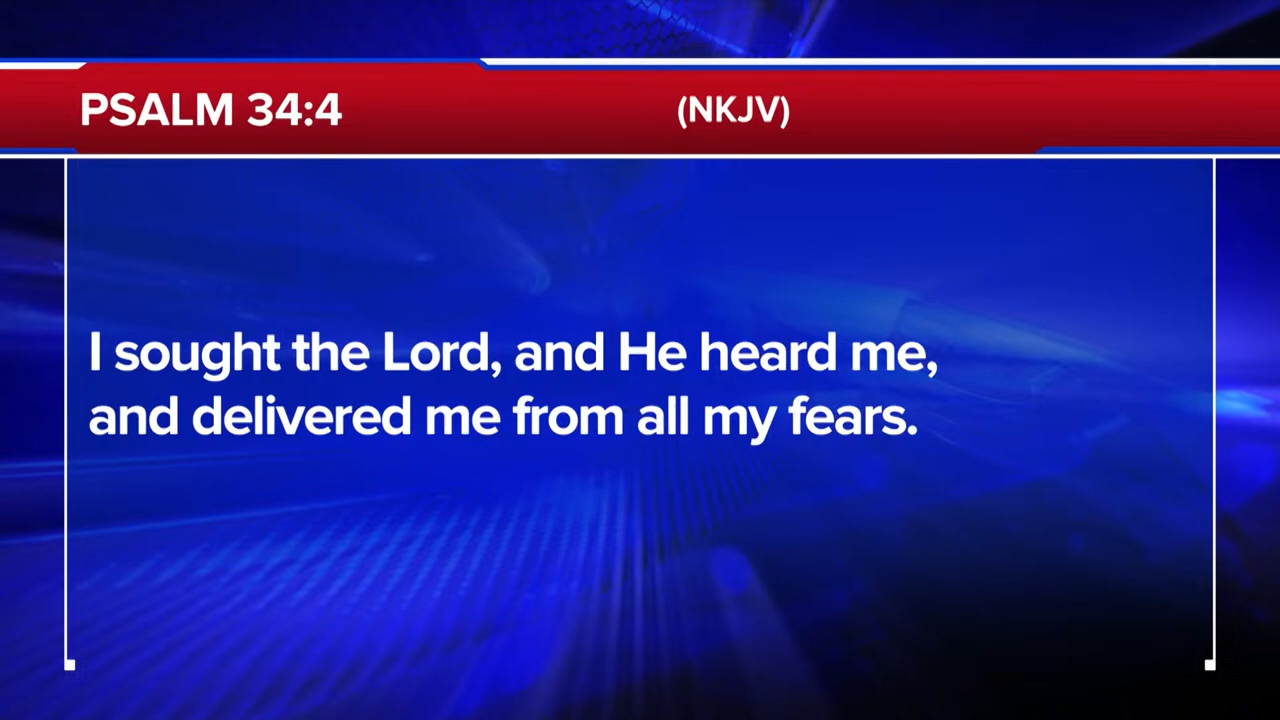 PSALM 34:4 (NKJV)
I sought the Lord, and He heard me,
and delivered me from all my fears.